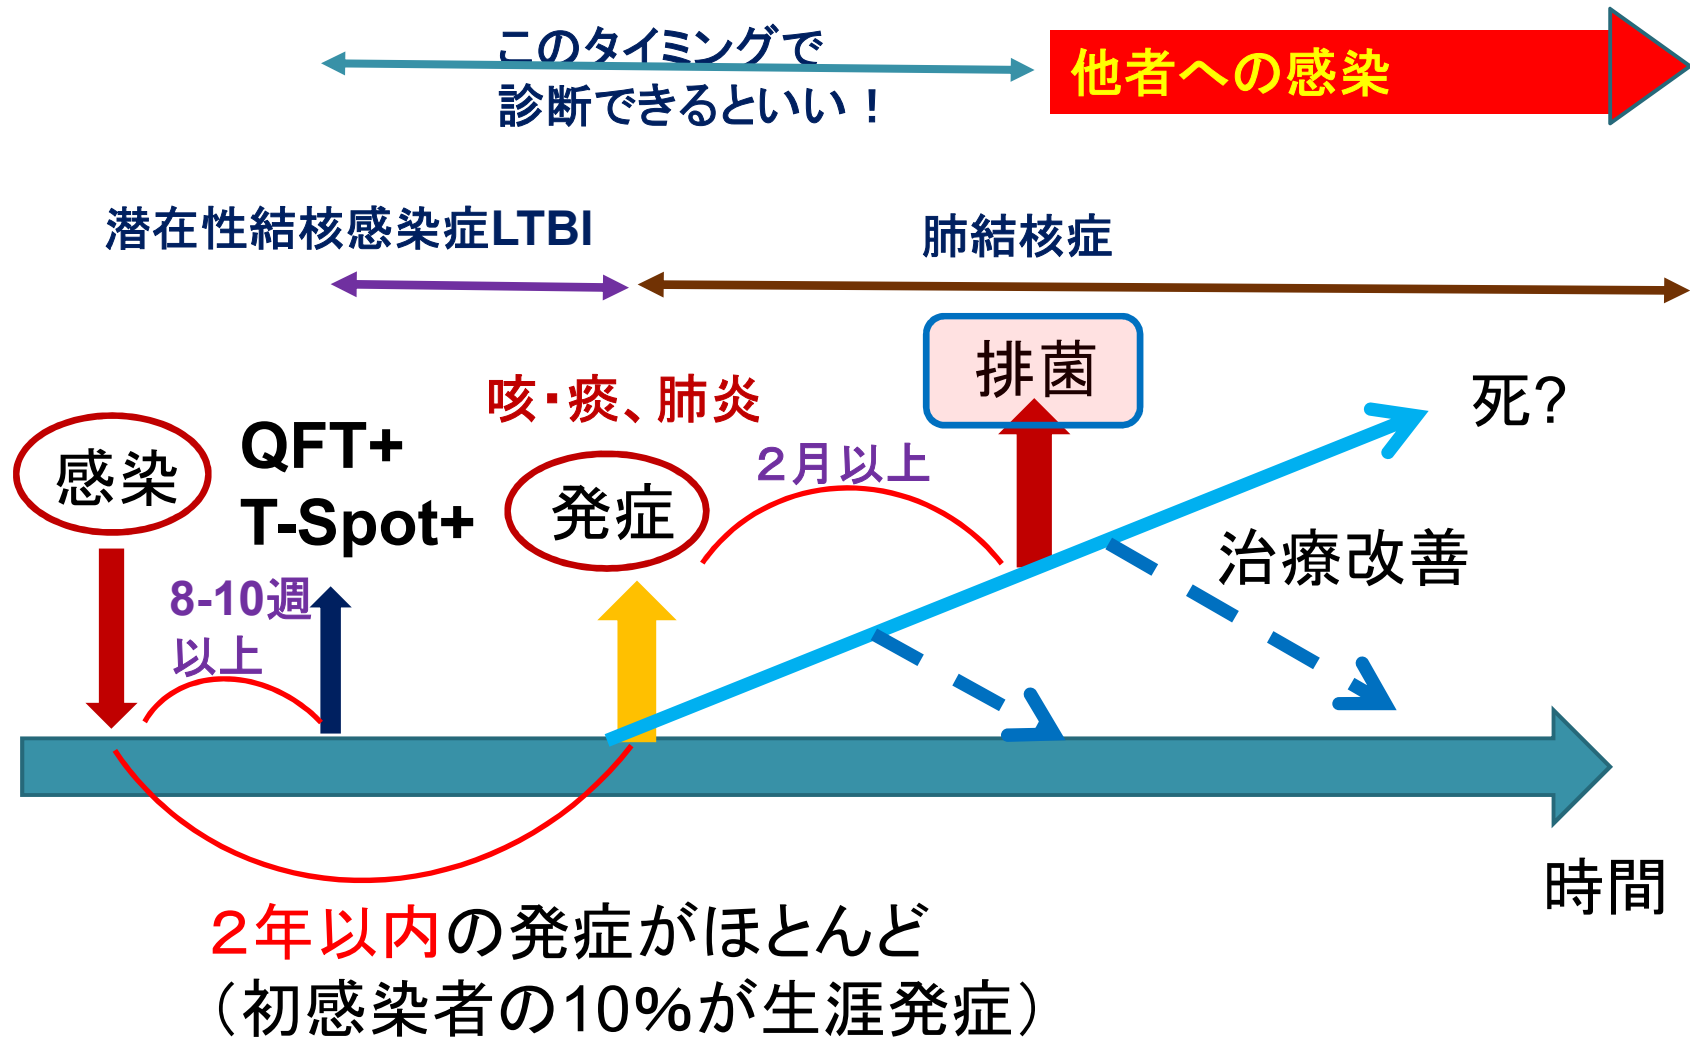 このタイミングで
診断できるといい！
他者への感染
潜在性結核感染症LTBI
肺結核症
排菌
死?
咳・痰、肺炎
QFT+
T-Spot+
感染
発症
２月以上
治療改善
8-10週
以上
時間
２年以内の発症がほとんど
（初感染者の10%が生涯発症）